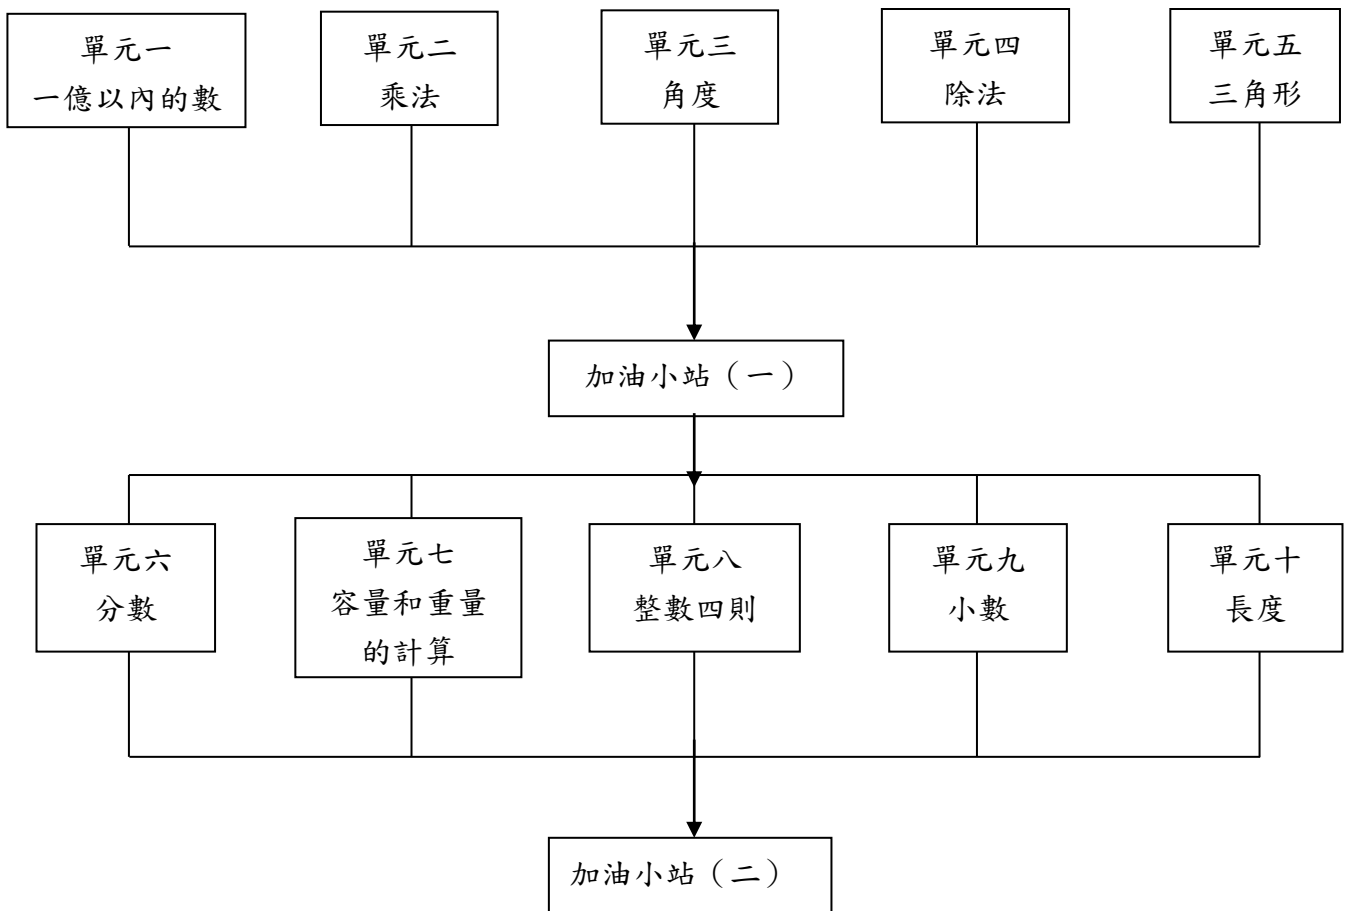 單元一
一億以內的數
單元二
乘法
單元三
角度
單元四
除法
單元五
三角形
加油小站（一）
單元六
分數
單元七
容量和重量
的計算
單元八
整數四則
單元九
小數
單元十
長度
加油小站（二）